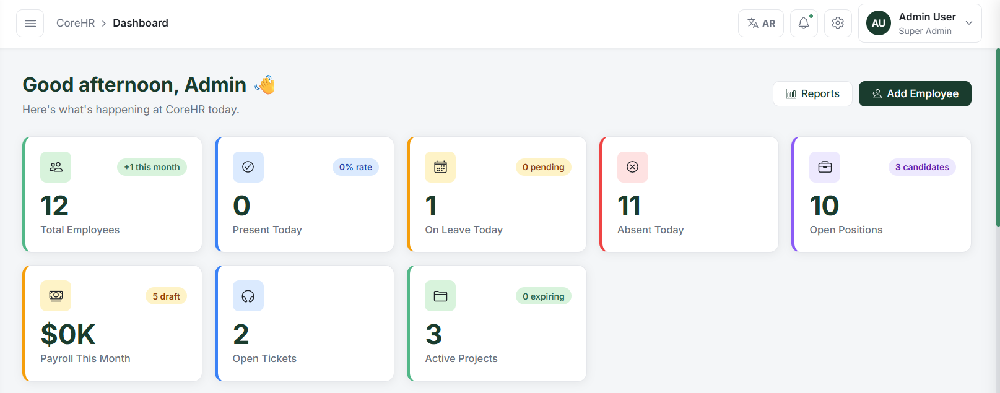 CoreHR > Dashboard
AR
AU
Admin User
Super Admin
Good afternoon, Admin 👋
Here's what's happening at CoreHR today.
Reports
Add Employee
+1 this month
12
Total Employees
0% rate
0
Present Today
0 pending
1
On Leave Today
11
Absent Today
3 candidates
10
Open Positions
5 draft
$0K
Payroll This Month
2
Open Tickets
0 expiring
3
Active Projects